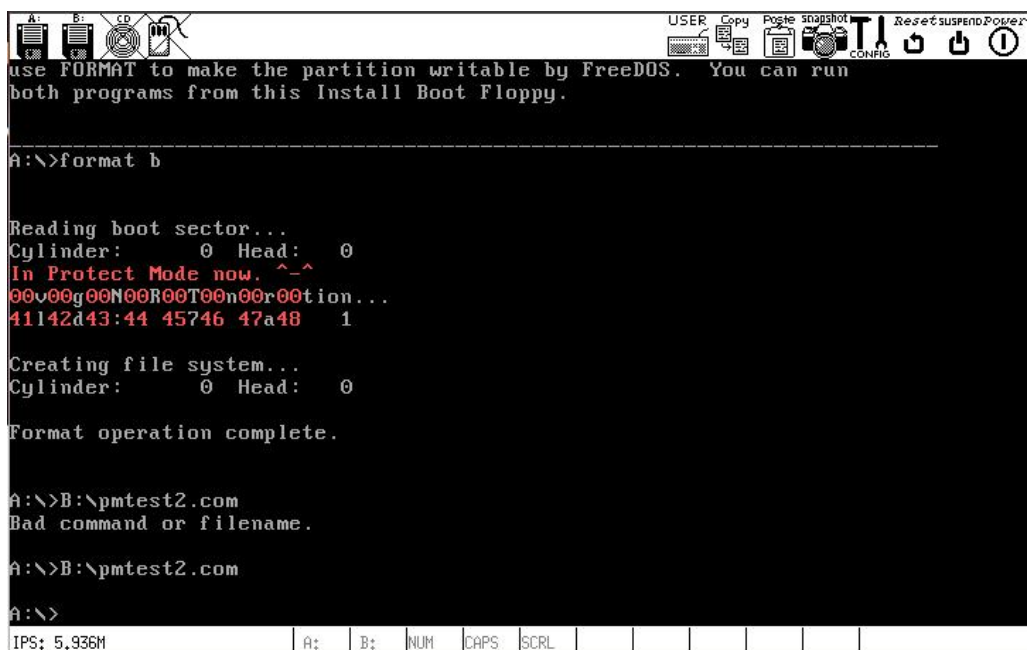 A: B: CD USER Copy Poste snapshot CONFIG Reset SUSPEND Power
use FORMAT to make the partition writable by FreeDOS.  You can run
both programs from this Install Boot Floppy.
A:\>format b
Reading boot sector...
Cylinder:       0  Head:   0
In Protect Mode now. ^-^
00v00g00N00R00T00n00r00tion...
41l42d43:44 45746 47a48   1
Creating file system...
Cylinder:       0  Head:   0
Format operation complete.
A:\>B:\pmtest2.com
Bad command or filename.
A:\>B:\pmtest2.com
A:\>
IPS: 5.936M A: B: NUM CAPS SCRL